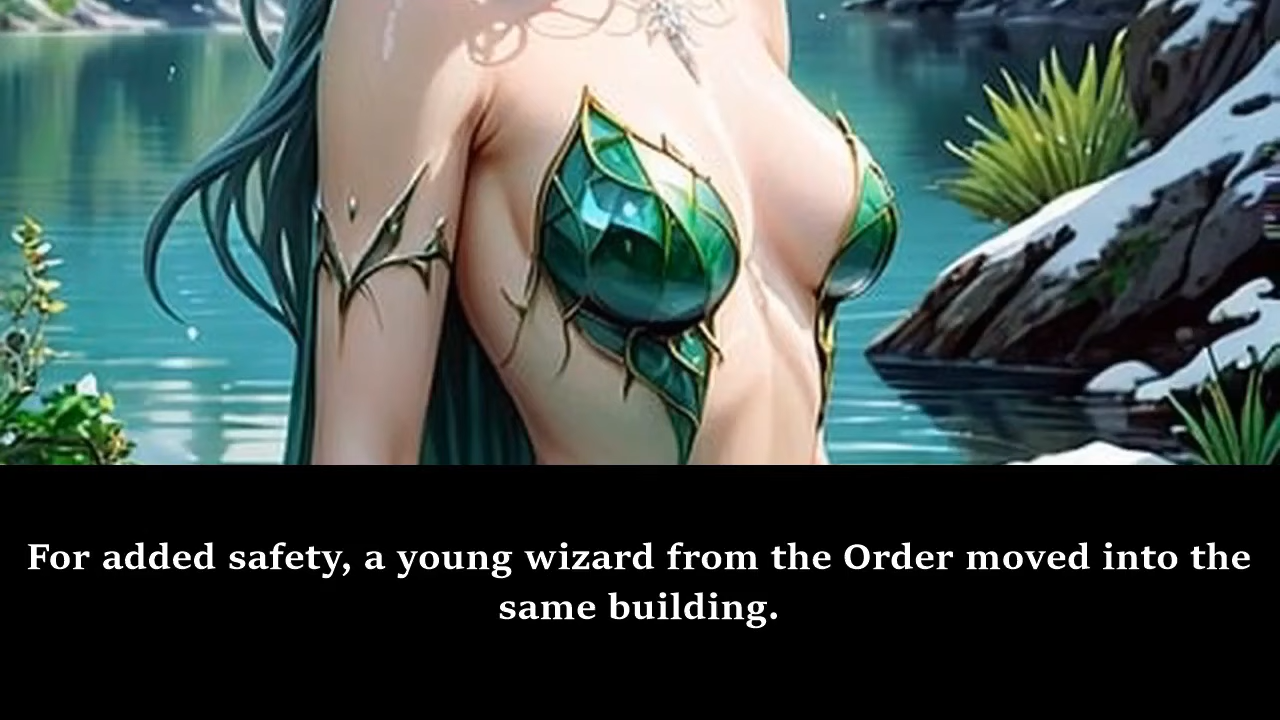 For added safety, a young wizard from the Order moved into the
same building.